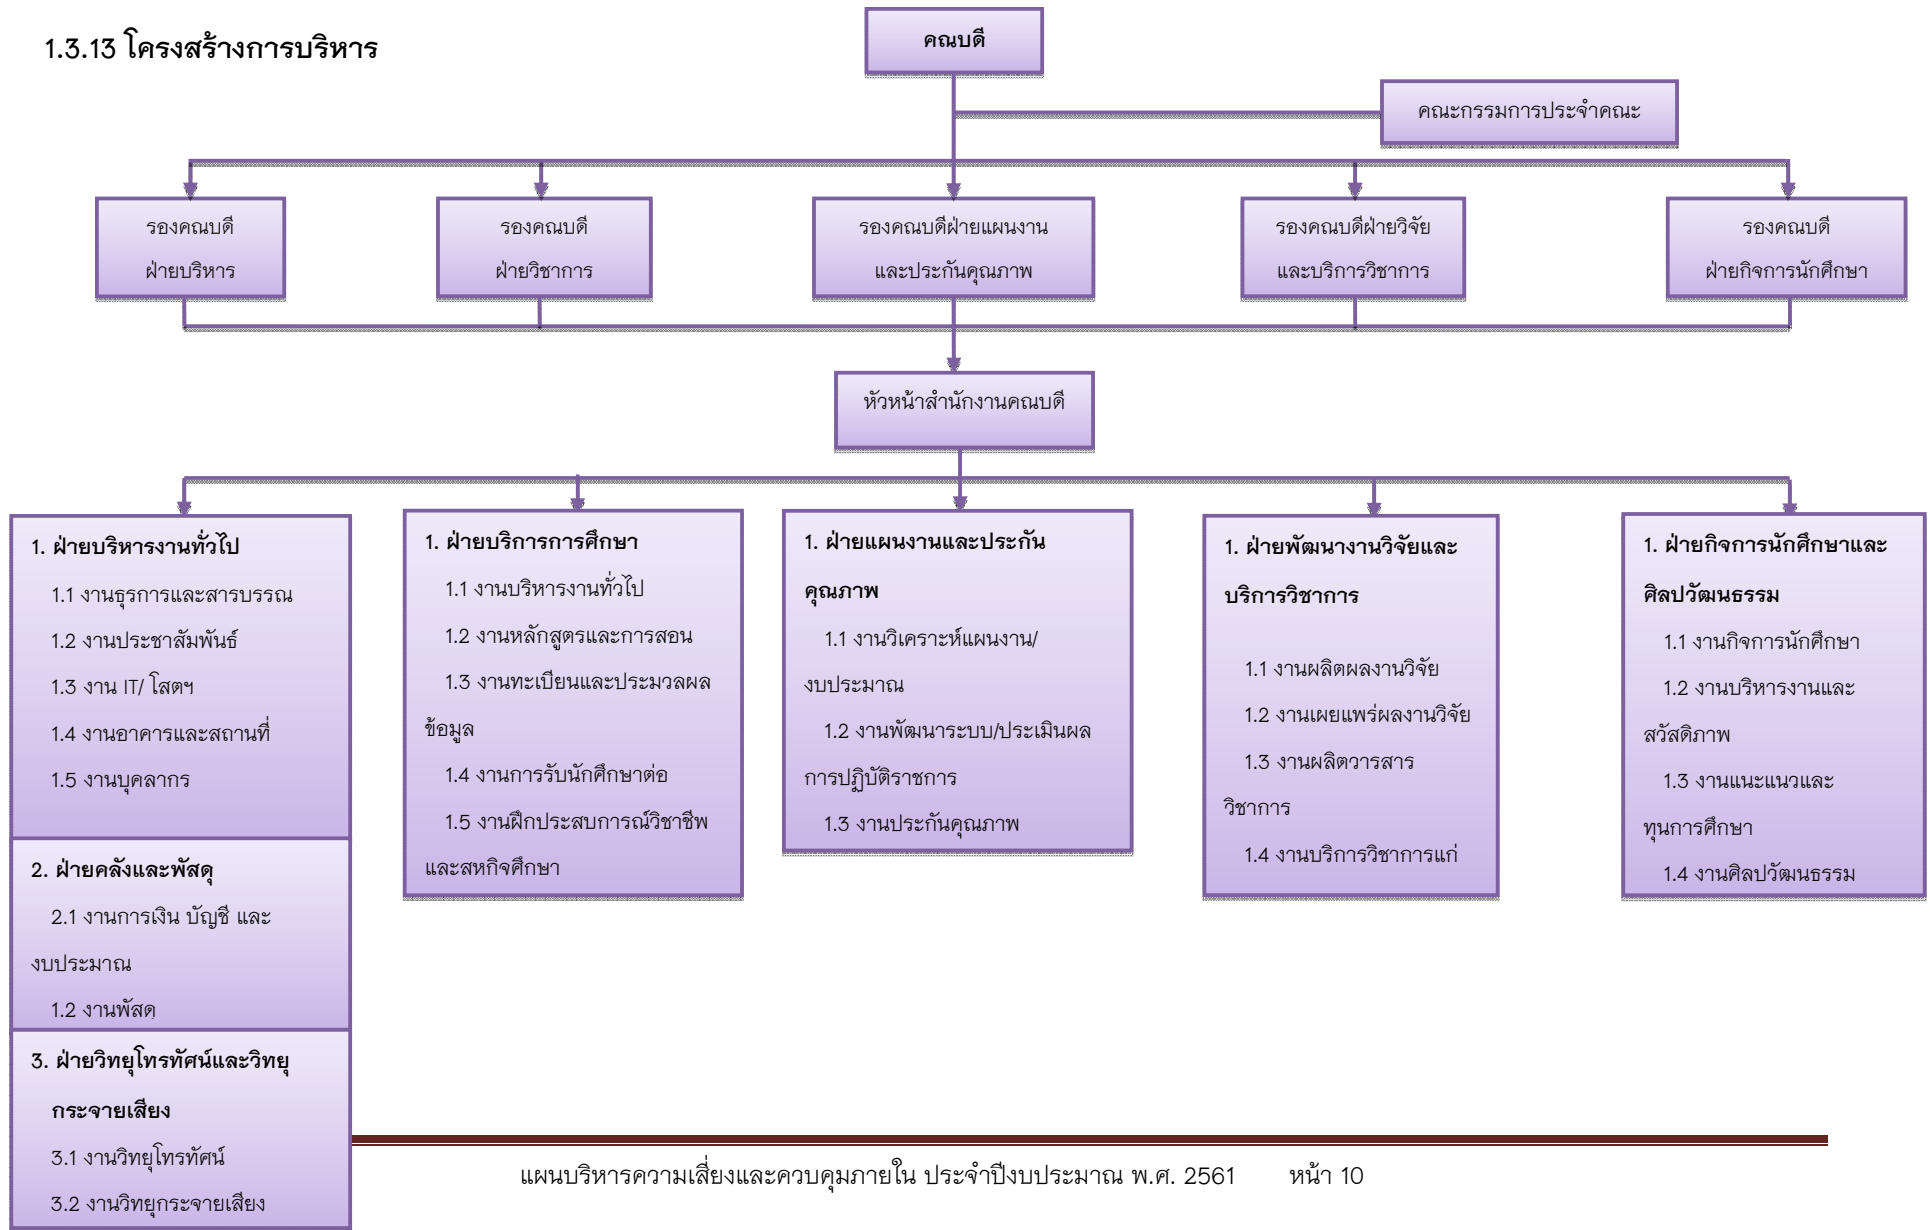 1.3.13 โครงสร้างการบริหาร
คณบดี
คณะกรรมการประจำคณะ
รองคณบดี
ฝ่ายบริหาร
รองคณบดี
ฝ่ายวิชาการ
รองคณบดีฝ่ายแผนงาน
และประกันคุณภาพ
รองคณบดีฝ่ายวิจัย
และบริการวิชาการ
รองคณบดี
ฝ่ายกิจการนักศึกษา
หัวหน้าสำนักงานคณบดี
1. ฝ่ายบริหารงานทั่วไป
1.1 งานธุรการและสารบรรณ
1.2 งานประชาสัมพันธ์
1.3 งาน IT/ โสตฯ
1.4 งานอาคารและสถานที่
1.5 งานบุคลากร
2. ฝ่ายคลังและพัสดุ
2.1 งานการเงิน บัญชี และ
งบประมาณ
1.2 งานพัสดุ
3. ฝ่ายวิทยุโทรทัศน์และวิทยุ
กระจายเสียง
3.1 งานวิทยุโทรทัศน์
3.2 งานวิทยุกระจายเสียง
1. ฝ่ายบริการการศึกษา
1.1 งานบริหารงานทั่วไป
1.2 งานหลักสูตรและการสอน
1.3 งานทะเบียนและประมวลผล
ข้อมูล
1.4 งานการรับนักศึกษาต่อ
1.5 งานฝึกประสบการณ์วิชาชีพ
และสหกิจศึกษา
1. ฝ่ายแผนงานและประกัน
คุณภาพ
1.1 งานวิเคราะห์แผนงาน/
งบประมาณ
1.2 งานพัฒนาระบบ/ประเมินผล
การปฏิบัติราชการ
1.3 งานประกันคุณภาพ
1. ฝ่ายพัฒนางานวิจัยและ
บริการวิชาการ
1.1 งานผลิตผลงานวิจัย
1.2 งานเผยแพร่ผลงานวิจัย
1.3 งานผลิตวารสาร
วิชาการ
1.4 งานบริการวิชาการแก่
1. ฝ่ายกิจการนักศึกษาและ
ศิลปวัฒนธรรม
1.1 งานกิจการนักศึกษา
1.2 งานบริหารงานและ
สวัสดิภาพ
1.3 งานแนะแนวและ
ทุนการศึกษา
1.4 งานศิลปวัฒนธรรม
แผนบริหารความเสี่ยงและควบคุมภายใน ประจำปีงบประมาณ พ.ศ. 2561 หน้า 10